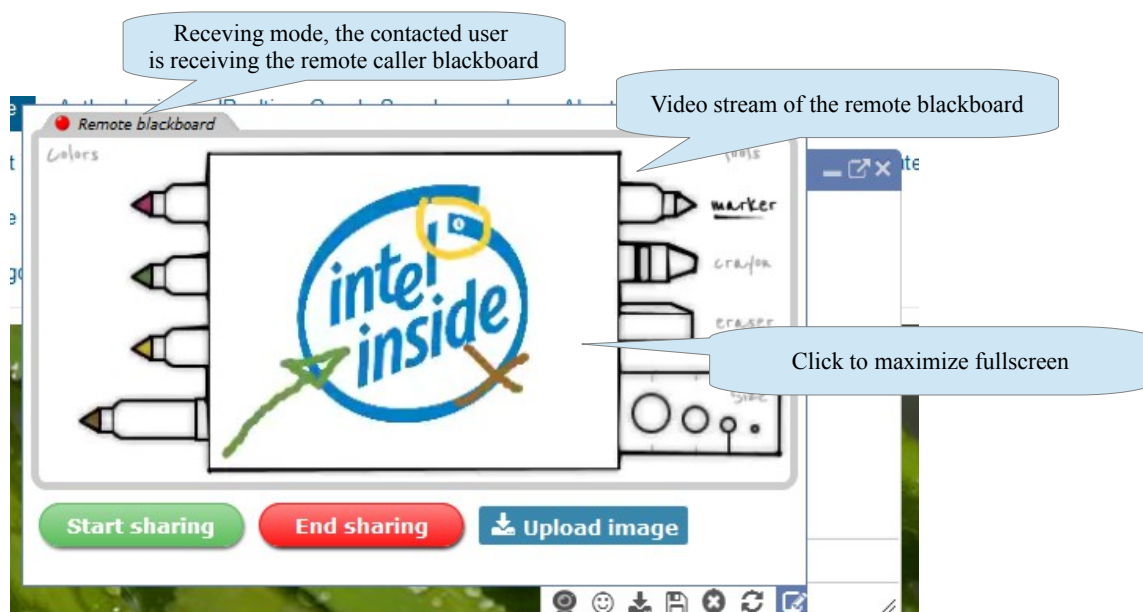 Receving mode, the contacted user
is receiving the remote caller blackboard
Video stream of the remote blackboard
Remote blackboard
Colors
Tools
marker
crayon
eraser
intel
inside
Click to maximize fullscreen
size
Start sharing
End sharing
Upload image